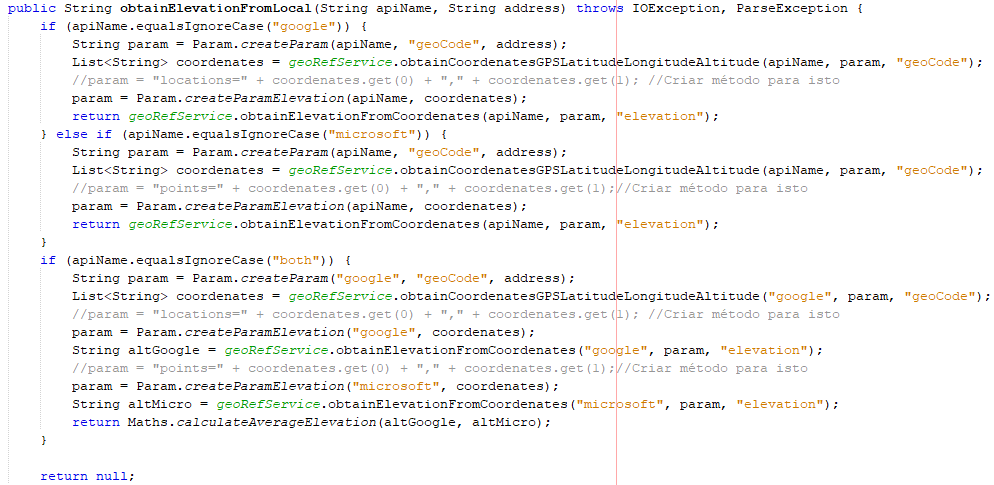 public String obtainElevationFromLocal(String apiName, String address) throws IOException, ParseException {
if (apiName.equalsIgnoreCase("google")) {
String param = Param.createParam(apiName, "geoCode", address);
List<String> coordenates = geoRefService.obtainCoordenatesGPSLatitudeLongitudeAltitude(apiName, param, "geoCode");
//param = "locations=" + coordenates.get(0) + "," + coordenates.get(1); //Criar método para isto
param = Param.createParamElevation(apiName, coordenates);
return geoRefService.obtainElevationFromCoordenates(apiName, param, "elevation");
} else if (apiName.equalsIgnoreCase("microsoft")) {
String param = Param.createParam(apiName, "geoCode", address);
List<String> coordenates = geoRefService.obtainCoordenatesGPSLatitudeLongitudeAltitude(apiName, param, "geoCode");
//param = "points=" + coordenates.get(0) + "," + coordenates.get(1);//Criar método para isto
param = Param.createParamElevation(apiName, coordenates);
return geoRefService.obtainElevationFromCoordenates(apiName, param, "elevation");
}
if (apiName.equalsIgnoreCase("both")) {
String param = Param.createParam("google", "geoCode", address);
List<String> coordenates = geoRefService.obtainCoordenatesGPSLatitudeLongitudeAltitude("google", param, "geoCode");
//param = "locations=" + coordenates.get(0) + "," + coordenates.get(1); //Criar método para isto
param = Param.createParamElevation("google", coordenates);
String altGoogle = geoRefService.obtainElevationFromCoordenates("google", param, "elevation");
//param = "points=" + coordenates.get(0) + "," + coordenates.get(1);//Criar método para isto
param = Param.createParamElevation("microsoft", coordenates);
String altMicro = geoRefService.obtainElevationFromCoordenates("microsoft", param, "elevation");
return Maths.calculateAverageElevation(altGoogle, altMicro);
}
return null;